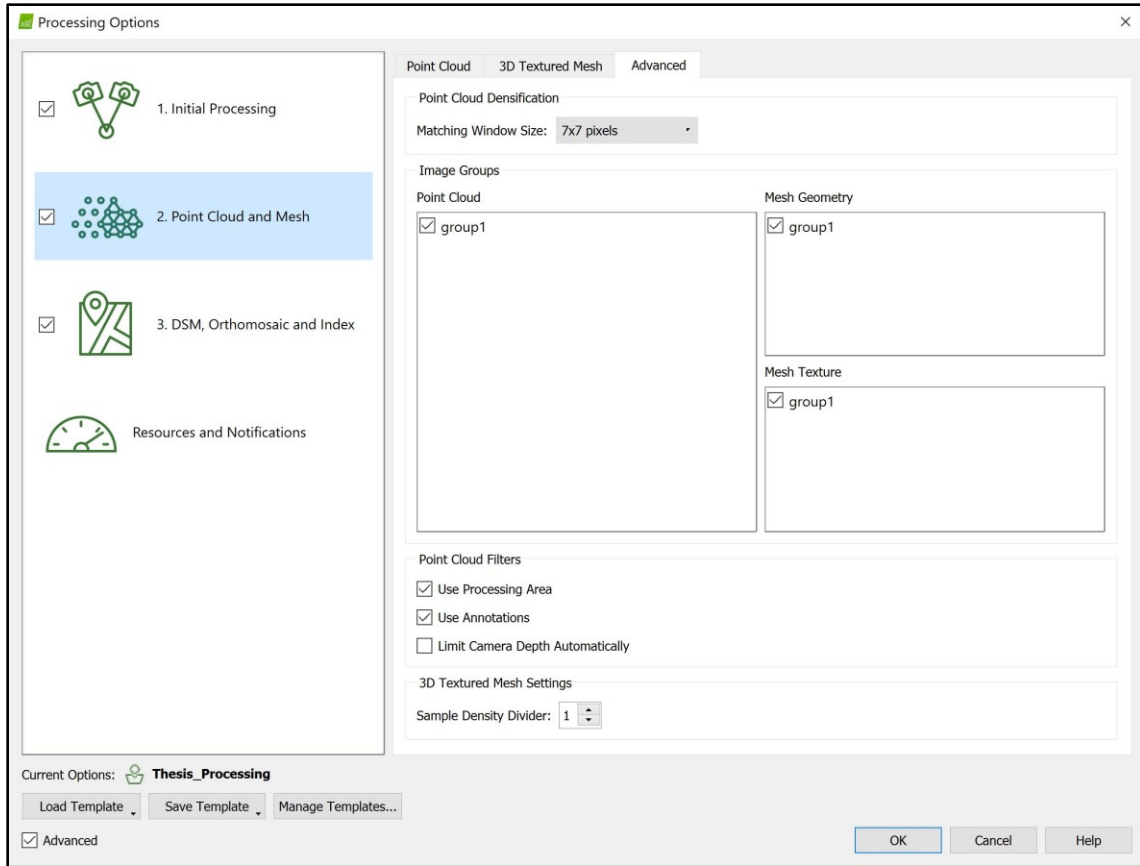 Processing Options
1. Initial Processing
2. Point Cloud and Mesh
3. DSM, Orthomosaic and Index
Resources and Notifications
Point Cloud 3D Textured Mesh Advanced
Point Cloud Densification
Matching Window Size: 7x7 pixels
Image Groups
Point Cloud
group1
Mesh Geometry
group1
Mesh Texture
group1
Point Cloud Filters
Use Processing Area
Use Annotations
Limit Camera Depth Automatically
3D Textured Mesh Settings
Sample Density Divider: 1
Current Options: Thesis_Processing
Load Template Save Template Manage Templates...
Advanced
OK Cancel Help